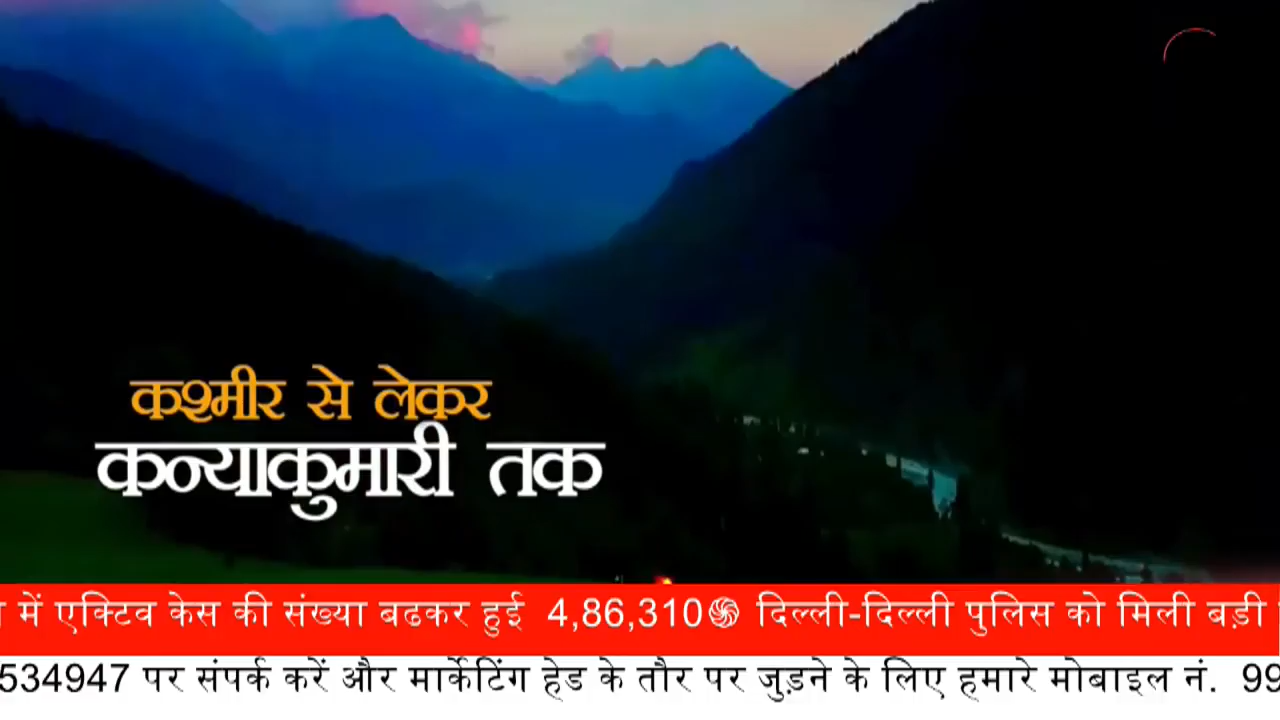 कश्मीर से लेकर
कन्याकुमारी तक
में एक्टिव केस की संख्या बढकर हुई 4,86,310 दिल्ली-दिल्ली पुलिस को मिली बड़ी
534947 पर संपर्क करें और मार्केटिंग हेड के तौर पर जुड़ने के लिए हमारे मोबाइल नं. 99